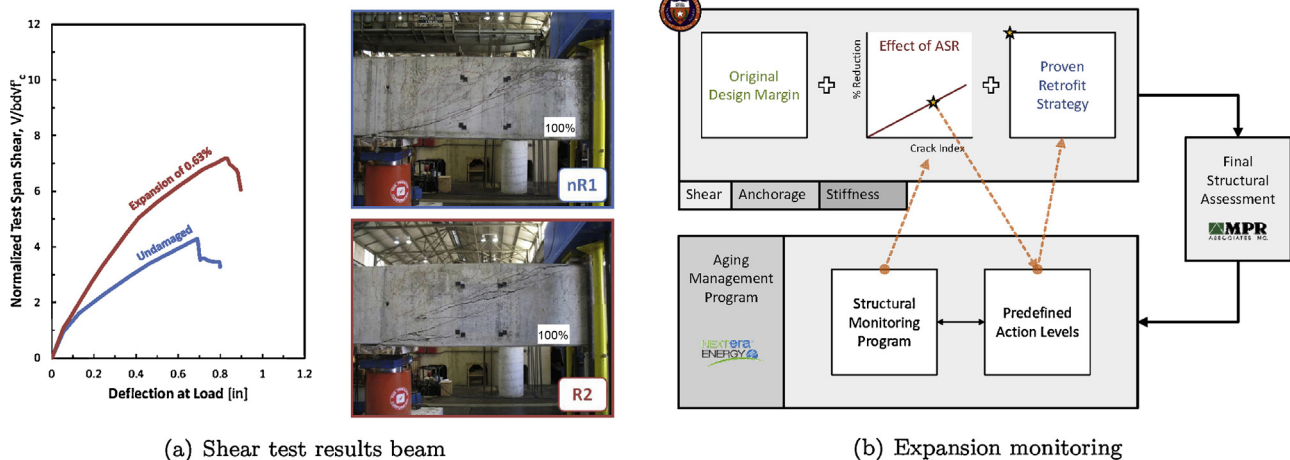 12
10
8
6
4
2
0
Normalized Test Span Shear, V/bd√f'c
Expansion of 0.63%
Undamaged
0 0.2 0.4 0.6 0.8 1 1.2
Deflection at Load [in]
100%
nR1
100%
R2
(a) Shear test results beam
Original
Design Margin
Effect of ASR
% Reduction
Crack Index
Proven
Retrofit
Strategy
Shear Anchorage Stiffness
Final
Structural
Assessment
MPR
ASSOCIATES INC.
Aging
Management
Program
NEXTera
ENERGY
Structural
Monitoring
Program
Predefined
Action Levels
(b) Expansion monitoring